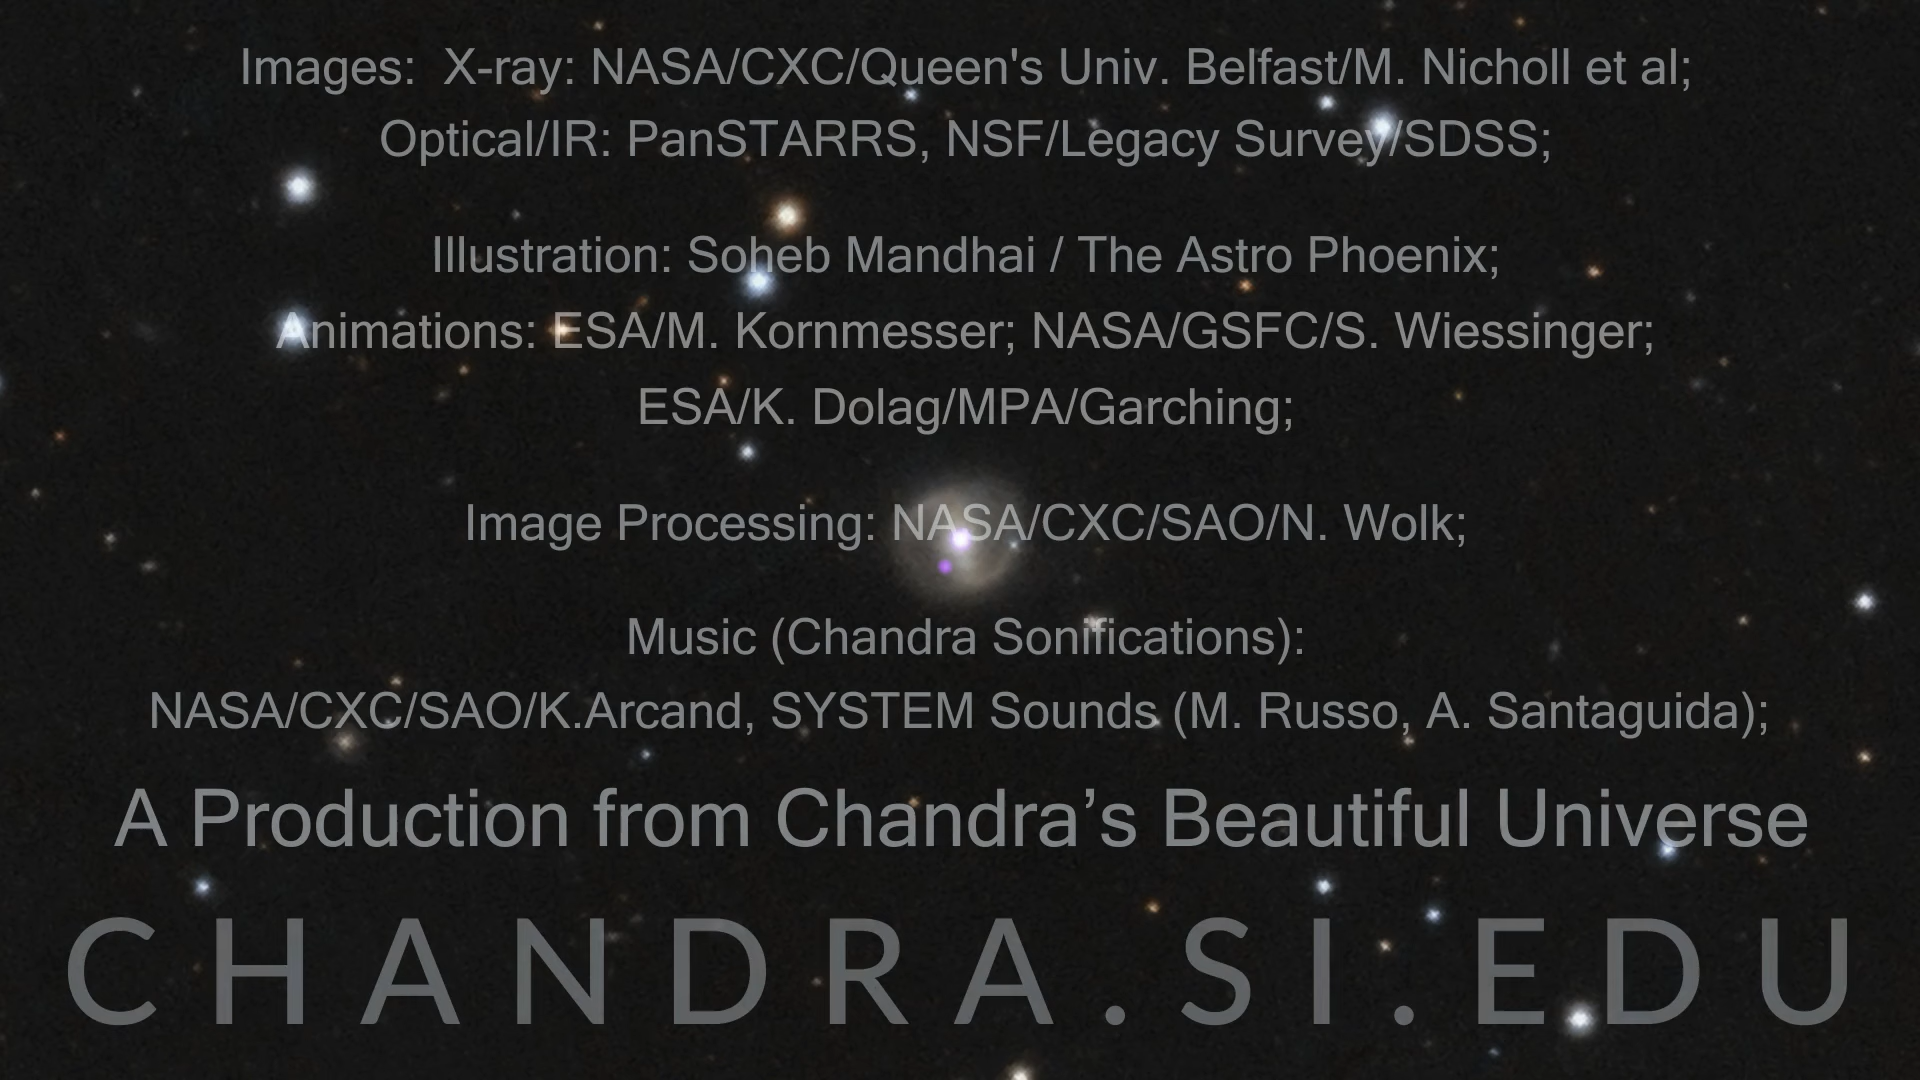 Images:  X-ray: NASA/CXC/Queen's Univ. Belfast/M. Nicholl et al;
Optical/IR: PanSTARRS, NSF/Legacy Survey/SDSS;
Illustration: Soheb Mandhai / The Astro Phoenix;
Animations: ESA/M. Kornmesser; NASA/GSFC/S. Wiessinger;
ESA/K. Dolag/MPA/Garching;
Image Processing: NASA/CXC/SAO/N. Wolk;
Music (Chandra Sonifications):
NASA/CXC/SAO/K.Arcand, SYSTEM Sounds (M. Russo, A. Santaguida);
A Production from Chandra’s Beautiful Universe
CHANDRA.SI.EDU